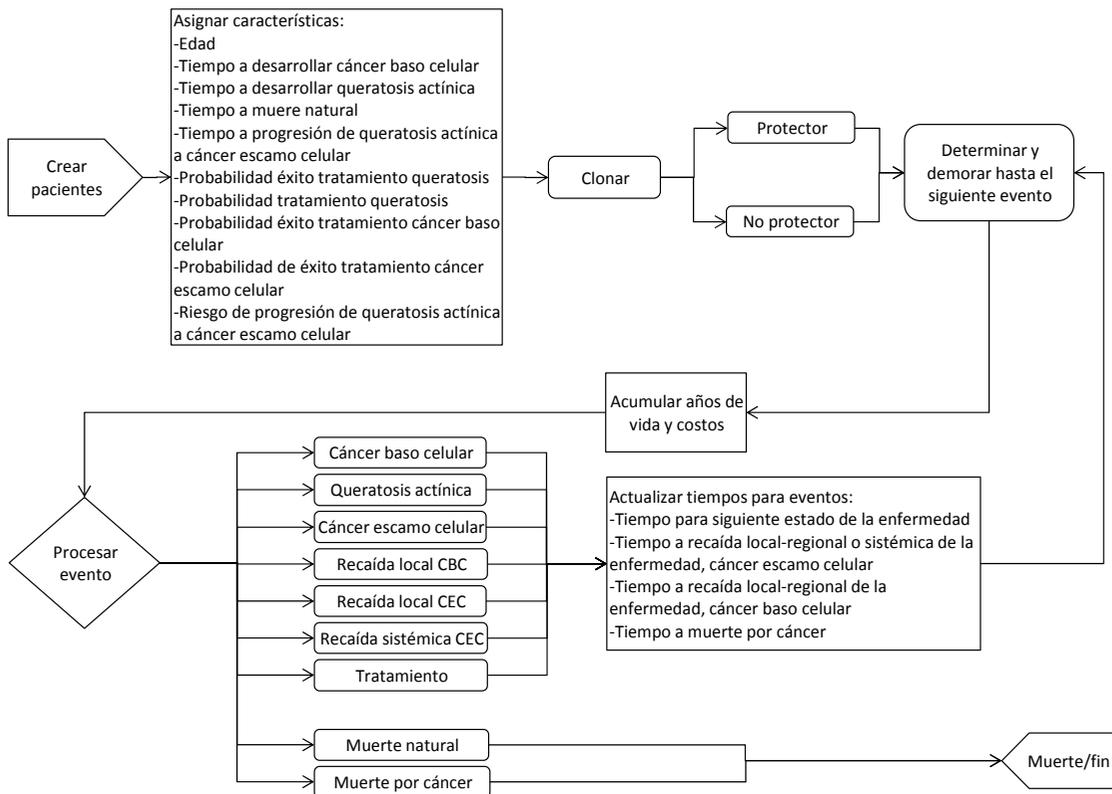 Crear
pacientes
Asignar características:
-Edad
-Tiempo a desarrollar cáncer baso celular
-Tiempo a desarrollar queratosis actínica
-Tiempo a muere natural
-Tiempo a progresión de queratosis actínica
a cáncer escamo celular
-Probabilidad éxito tratamiento queratosis
-Probabilidad tratamiento queratosis
-Probabilidad éxito tratamiento cáncer baso
celular
-Probabilidad de éxito tratamiento cáncer
escamo celular
-Riesgo de progresión de queratosis actínica
a cáncer escamo celular
Clonar
Protector
No protector
Determinar y
demorar hasta el
siguiente evento
Acumular años de
vida y costos
Procesar
evento
Cáncer baso celular
Queratosis actínica
Cáncer escamo celular
Recaída local CBC
Recaída local CEC
Recaída sistémica CEC
Tratamiento
Muerte natural
Muerte por cáncer
Actualizar tiempos para eventos:
-Tiempo para siguiente estado de la enfermedad
-Tiempo a recaída local-regional o sistémica de la
enfermedad, cáncer escamo celular
-Tiempo a recaída local-regional de la
enfermedad, cáncer baso celular
-Tiempo a muerte por cáncer
Muerte/fin